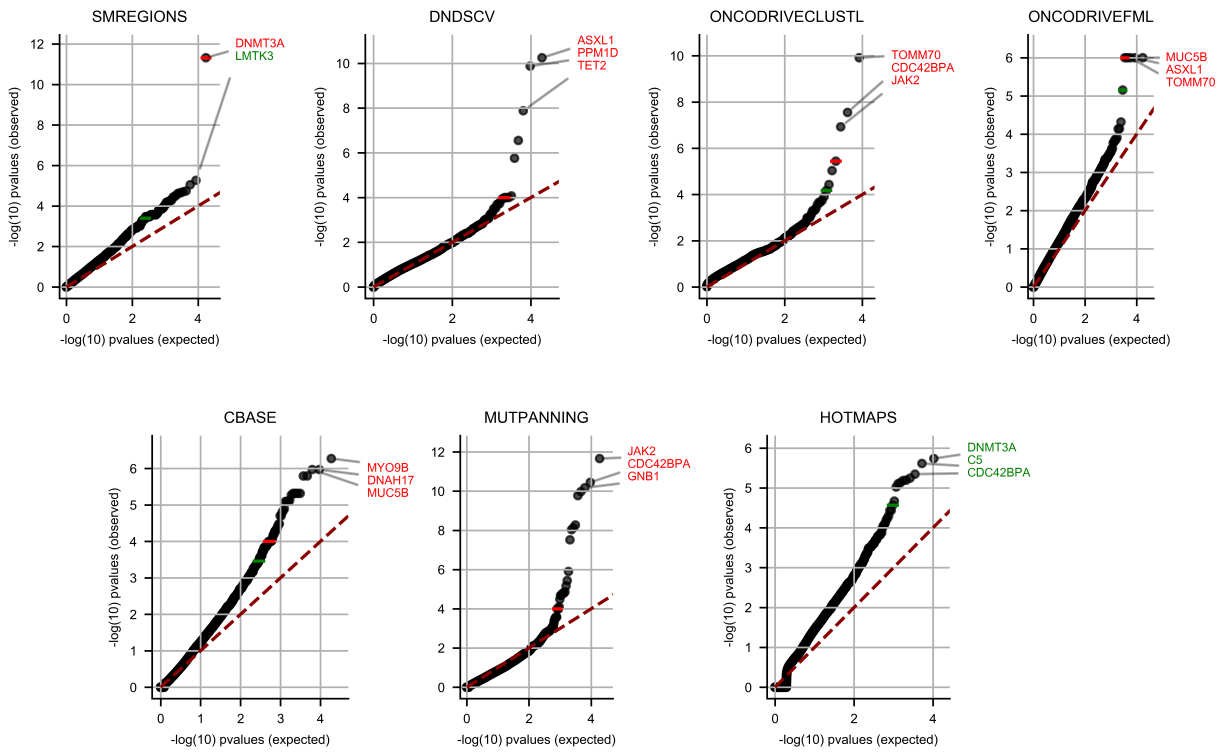 SMREGIONS
DNDSCV
ONCODRIVECLUSTL
ONCODRIVEFML
12
10
8
6
4
2
0
-log(10) pvalues (observed)
0
2
4
-log(10) pvalues (expected)
DNMT3A
LMTK3
10
8
6
4
2
0
-log(10) pvalues (observed)
0
2
4
-log(10) pvalues (expected)
ASXL1
PPM1D
TET2
10
8
6
4
2
0
-log(10) pvalues (observed)
0
2
4
-log(10) pvalues (expected)
TOMM70
CDC42BPA
JAK2
6
5
4
3
2
1
0
-log(10) pvalues (observed)
0
2
4
-log(10) pvalues (expected)
MUC5B
ASXL1
TOMM70
CBASE
MUTPANNING
HOTMAPS
6
5
4
3
2
1
0
-log(10) pvalues (observed)
0
1
2
3
4
-log(10) pvalues (expected)
MYO9B
DNAH17
MUC5B
12
10
8
6
4
2
0
-log(10) pvalues (observed)
0
2
4
-log(10) pvalues (expected)
JAK2
CDC42BPA
GNB1
6
5
4
3
2
1
0
-log(10) pvalues (observed)
0
2
4
-log(10) pvalues (expected)
DNMT3A
C5
CDC42BPA